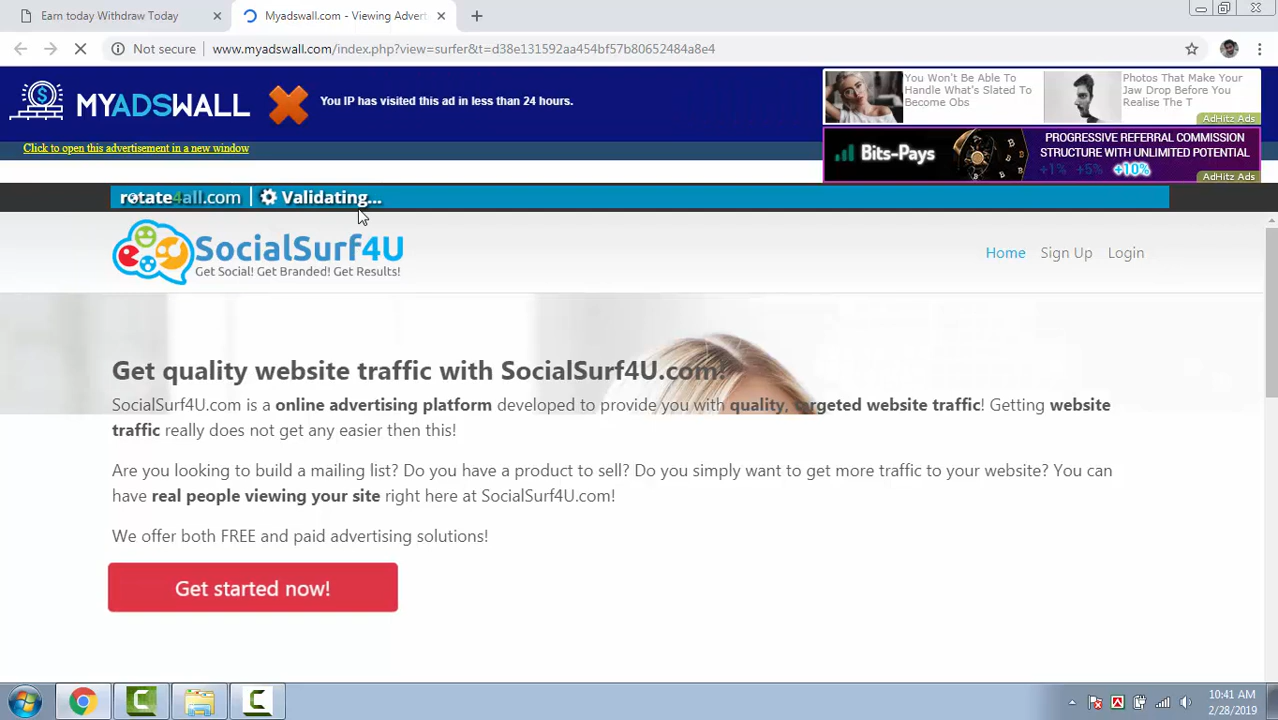 Earn today Withdraw Today
Myadswall.com - Viewing Advert
Not secure
www.myadswall.com/index.php?view=surfer&t=d38e131592aa454bf57b80652484a8e4
MYADSWALL
You IP has visited this ad in less than 24 hours.
You Won't Be Able To
Handle What's Slated To
Become Obs
Photos That Make Your
Jaw Drop Before You
Realise The T
AdHitz Ads
Click to open this advertisement in a new window
Bits-Pays
PROGRESSIVE REFERRAL COMMISSION
STRUCTURE WITH UNLIMITED POTENTIAL
+1% +5% +10%
AdHitz Ads
rotate4all.com
Validating...
SocialSurf4U
Get Social! Get Branded! Get Results!
Home
Sign Up
Login
Get quality website traffic with SocialSurf4U.com!
SocialSurf4U.com is a online advertising platform developed to provide you with quality, targeted website traffic! Getting website
traffic really does not get any easier then this!
Are you looking to build a mailing list? Do you have a product to sell? Do you simply want to get more traffic to your website? You can
have real people viewing your site right here at SocialSurf4U.com!
We offer both FREE and paid advertising solutions!
Get started now!
10:41 AM
2/28/2019